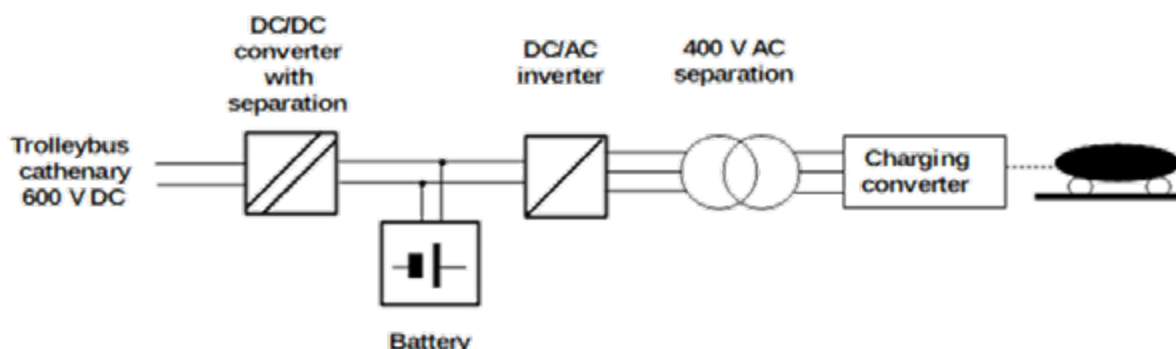 DC/DC
converter
with
separation
DC/AC
inverter
400 V AC
separation
Trolleybus
cathenary
600 V DC
Charging
converter
Battery